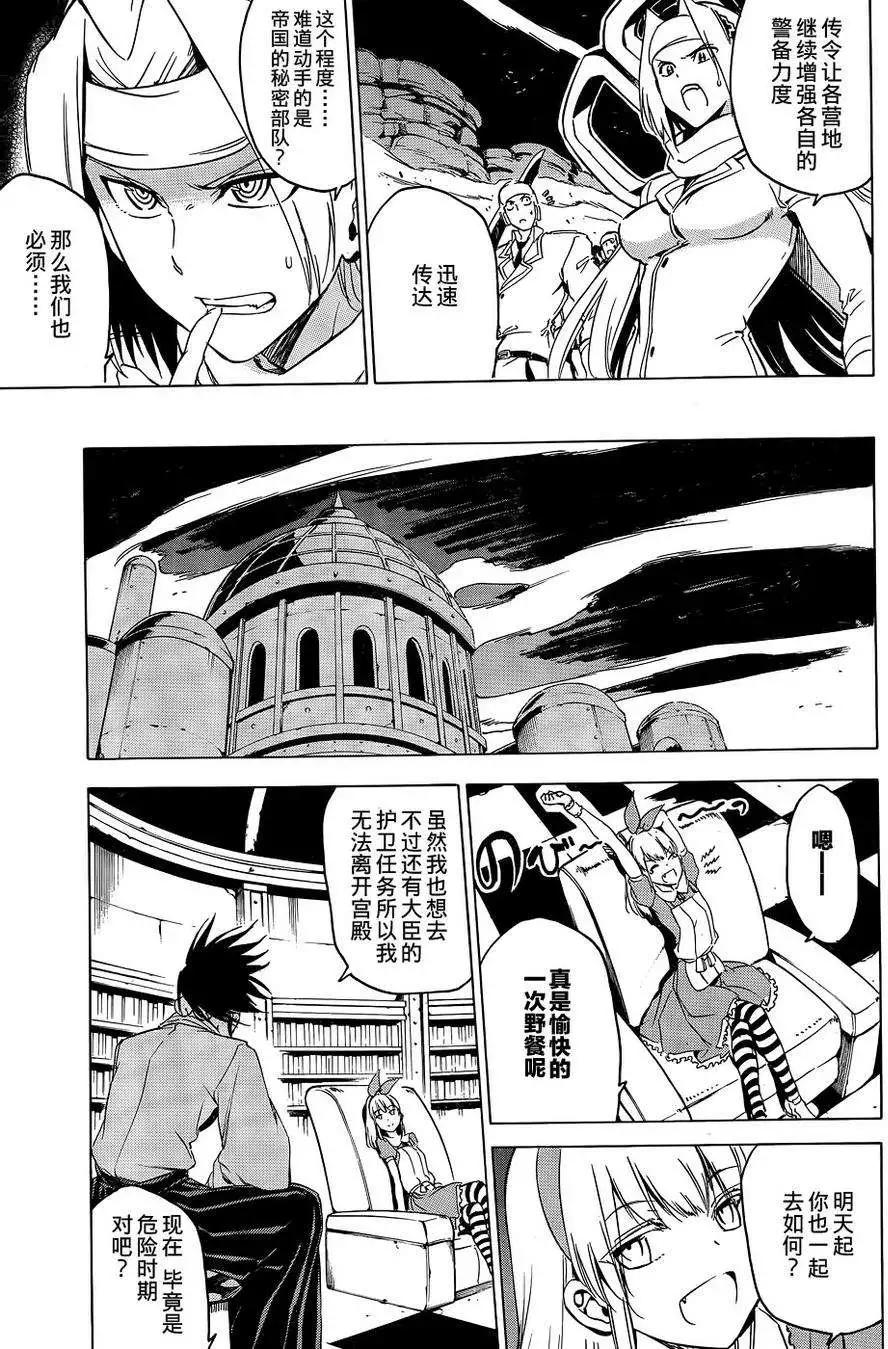 传令让各营地
继续增强各自的
警备力度
迅速
传达
这个程度……
难道动手的是
帝国的秘密部队？
那么我们也
必须……
嗯——
のび〜〜
真是愉快的
一次野餐呢
虽然我也想去
不过还有大臣的
护卫任务所以我
无法离开宫殿
明天起
你也一起
去如何？
现在 毕竟是
危险时期
对吧？